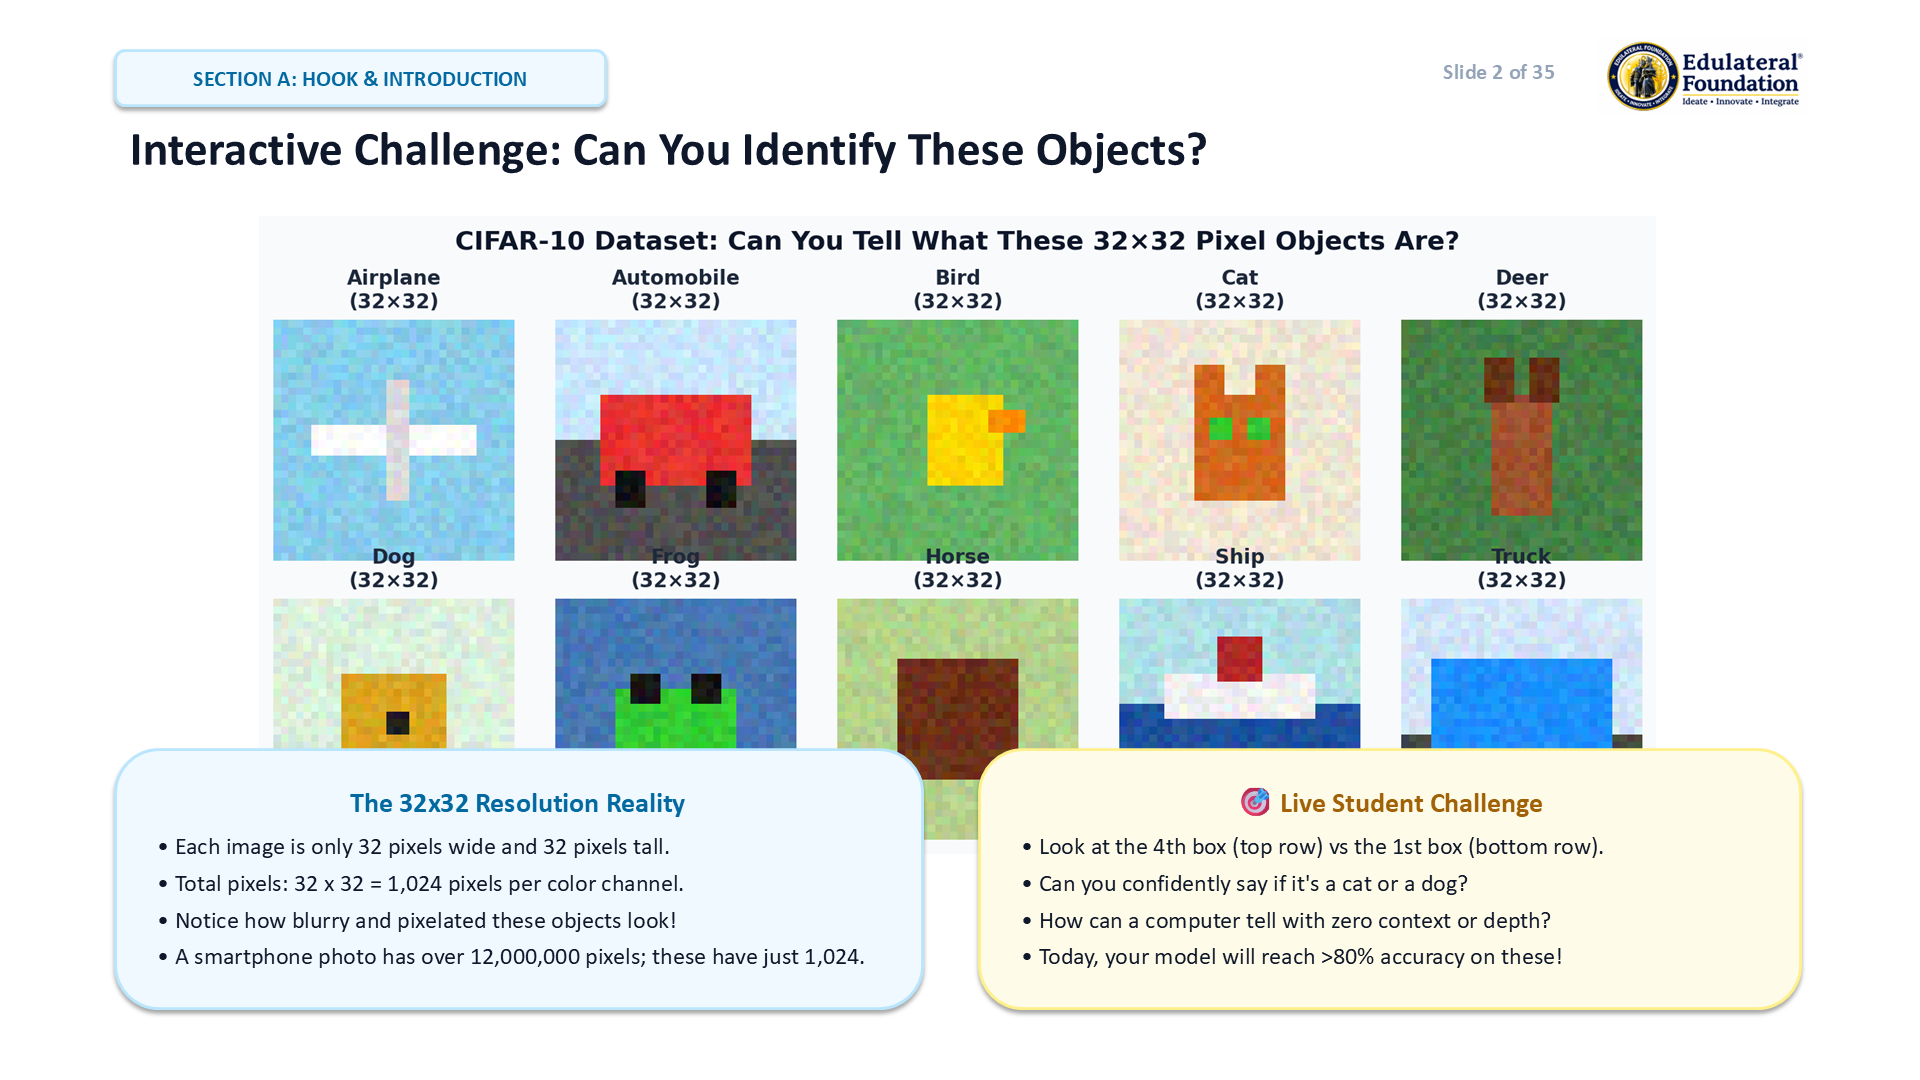 SECTION A: HOOK & INTRODUCTION
Slide 2 of 35
EDULATERAL FOUNDATION
IDEATE • INNOVATE • INTEGRATE
Edulateral®
Foundation
Ideate • Innovate • Integrate
Interactive Challenge: Can You Identify These Objects?
CIFAR-10 Dataset: Can You Tell What These 32×32 Pixel Objects Are?
Airplane
(32×32)
Automobile
(32×32)
Bird
(32×32)
Cat
(32×32)
Deer
(32×32)
Dog
(32×32)
Frog
(32×32)
Horse
(32×32)
Ship
(32×32)
Truck
(32×32)
The 32x32 Resolution Reality
• Each image is only 32 pixels wide and 32 pixels tall.
• Total pixels: 32 x 32 = 1,024 pixels per color channel.
• Notice how blurry and pixelated these objects look!
• A smartphone photo has over 12,000,000 pixels; these have just 1,024.
🎯 Live Student Challenge
• Look at the 4th box (top row) vs the 1st box (bottom row).
• Can you confidently say if it's a cat or a dog?
• How can a computer tell with zero context or depth?
• Today, your model will reach >80% accuracy on these!